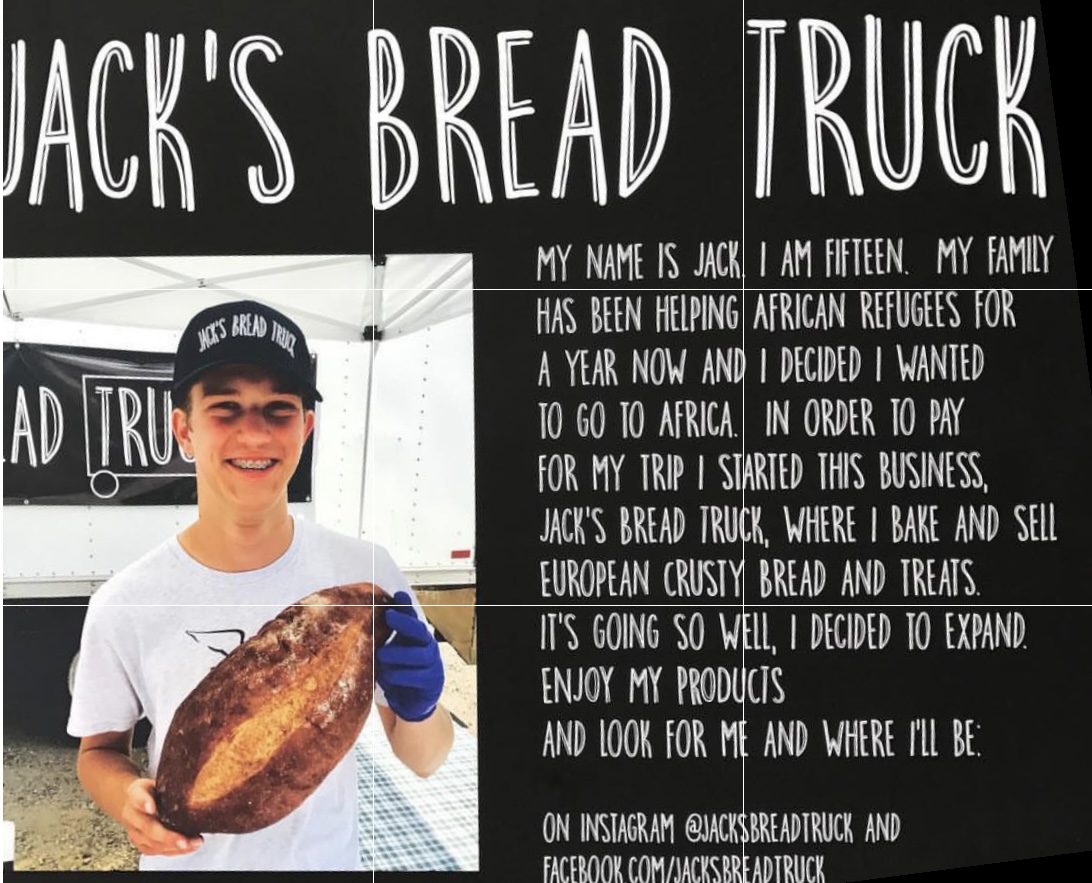 JACK'S BREAD TRUCK
MY NAME IS JACK. I AM FIFTEEN. MY FAMILY
HAS BEEN HELPING AFRICAN REFUGEES FOR
A YEAR NOW AND I DECIDED I WANTED
TO GO TO AFRICA. IN ORDER TO PAY
FOR MY TRIP I STARTED THIS BUSINESS,
JACK'S BREAD TRUCK, WHERE I BAKE AND SELL
EUROPEAN CRUSTY BREAD AND TREATS.
IT'S GOING SO WELL, I DECIDED TO EXPAND.
ENJOY MY PRODUCTS
AND LOOK FOR ME AND WHERE I'LL BE:
ON INSTAGRAM @JACKSBREADTRUCK AND
FACEBOOK.COM/JACKSBREADTRUCK
JACK'S BREAD TRUCK
EAD TRU